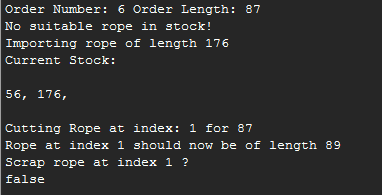 Order Number: 6 Order Length: 87
No suitable rope in stock!
Importing rope of length 176
Current Stock:
56, 176,
Cutting Rope at index: 1 for 87
Rope at index 1 should now be of length 89
Scrap rope at index 1 ?
false